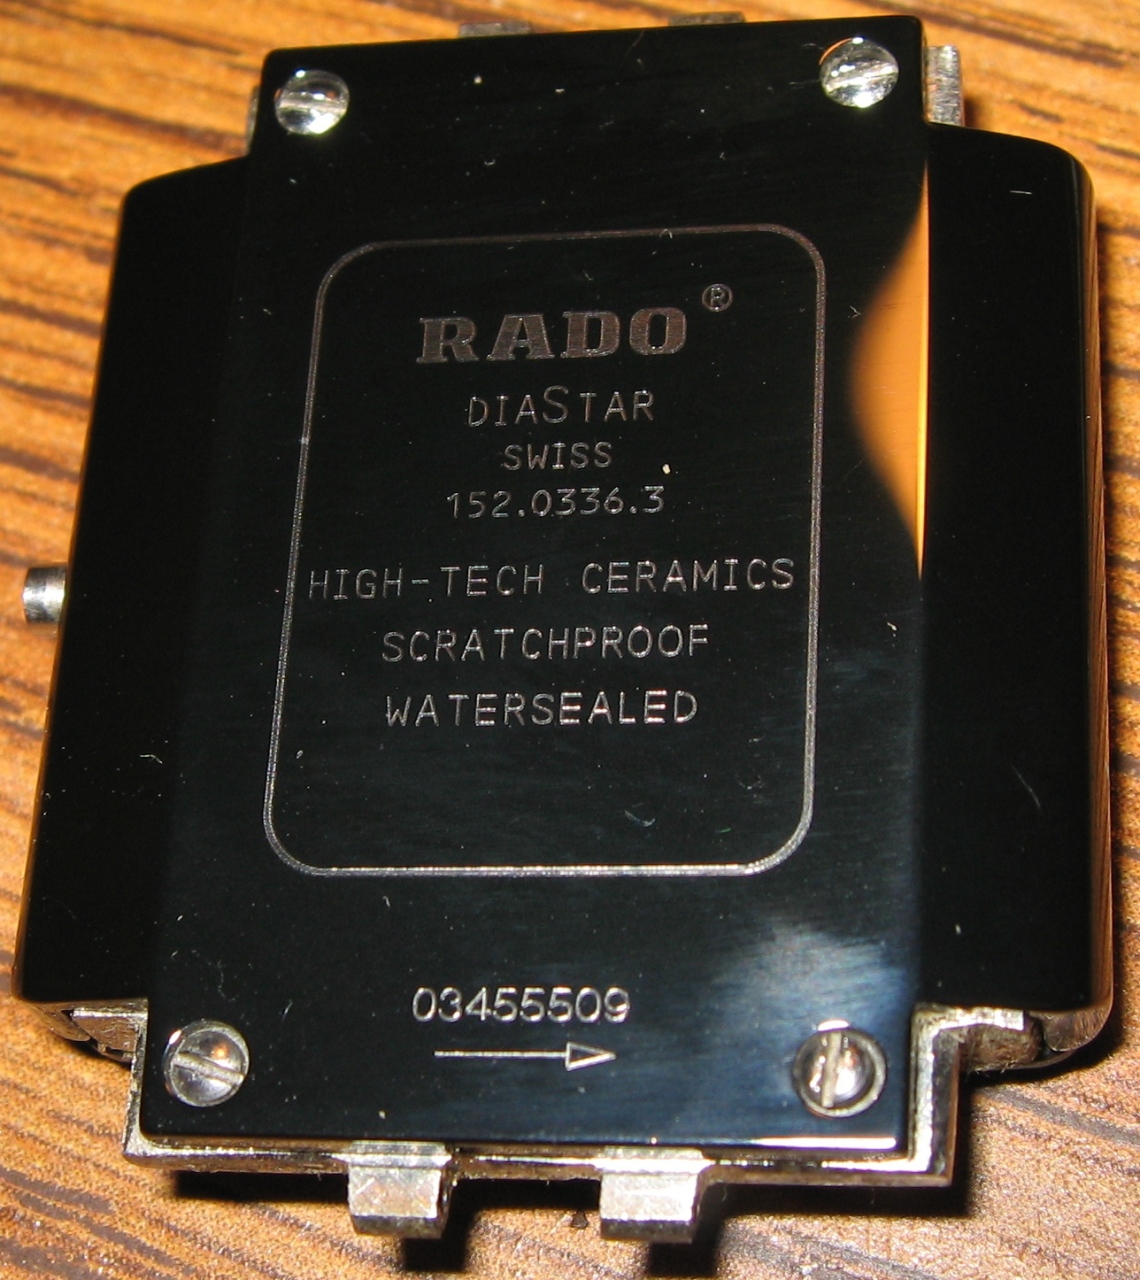 RADO®
DIASTAR
SWISS
152.0336.3
HIGH-TECH CERAMICS
SCRATCHPROOF
WATERSEALED
03455509